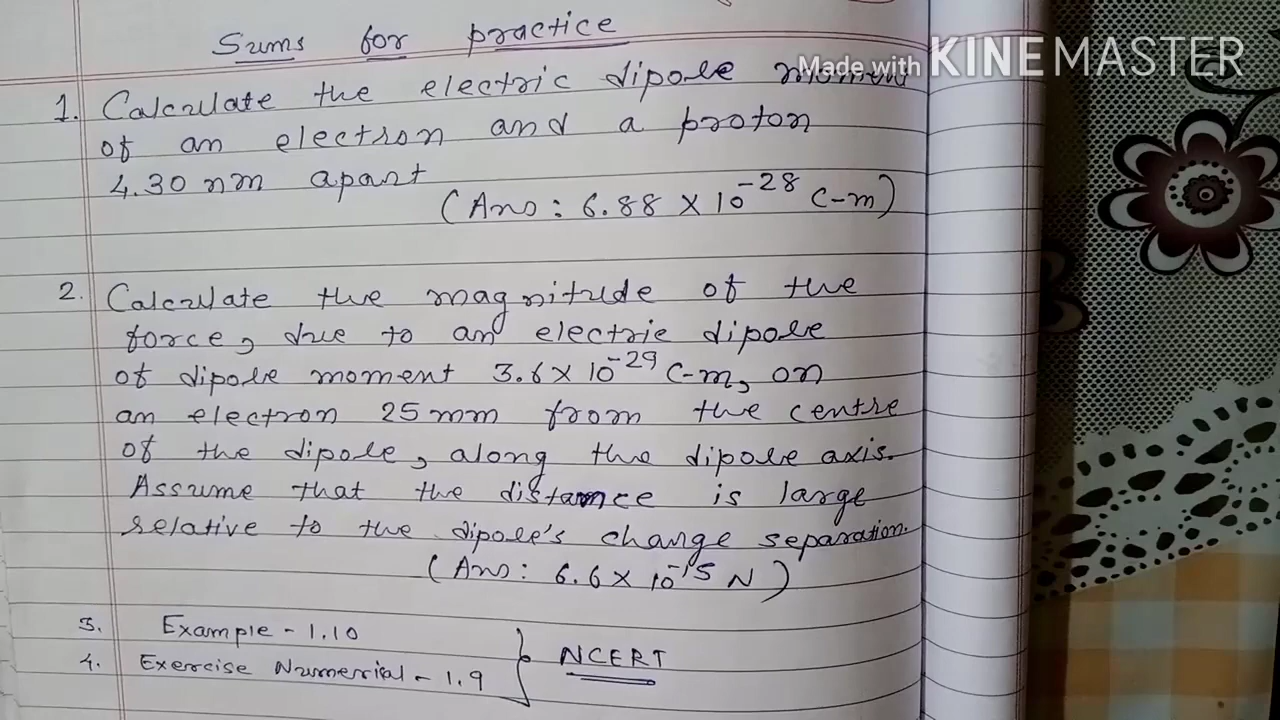 Sums for practice
Made with KINEMASTER
1. Calculate the electric dipole moment
of an electron and a proton
4.30 nm apart
(Ans: 6.88 × 10⁻²⁸ C-m)
2. Calculate the magnitude of the
force, due to an electric dipole
of dipole moment 3.6 × 10⁻²⁹ C-m, on
an electron 25 mm from the centre
of the dipole, along the dipole axis.
Assume that the distance is large
relative to the dipole's change separation.
(Ans: 6.6 × 10⁻¹⁵ N)
3. Example - 1.10
4. Exercise Numerical - 1.9
NCERT